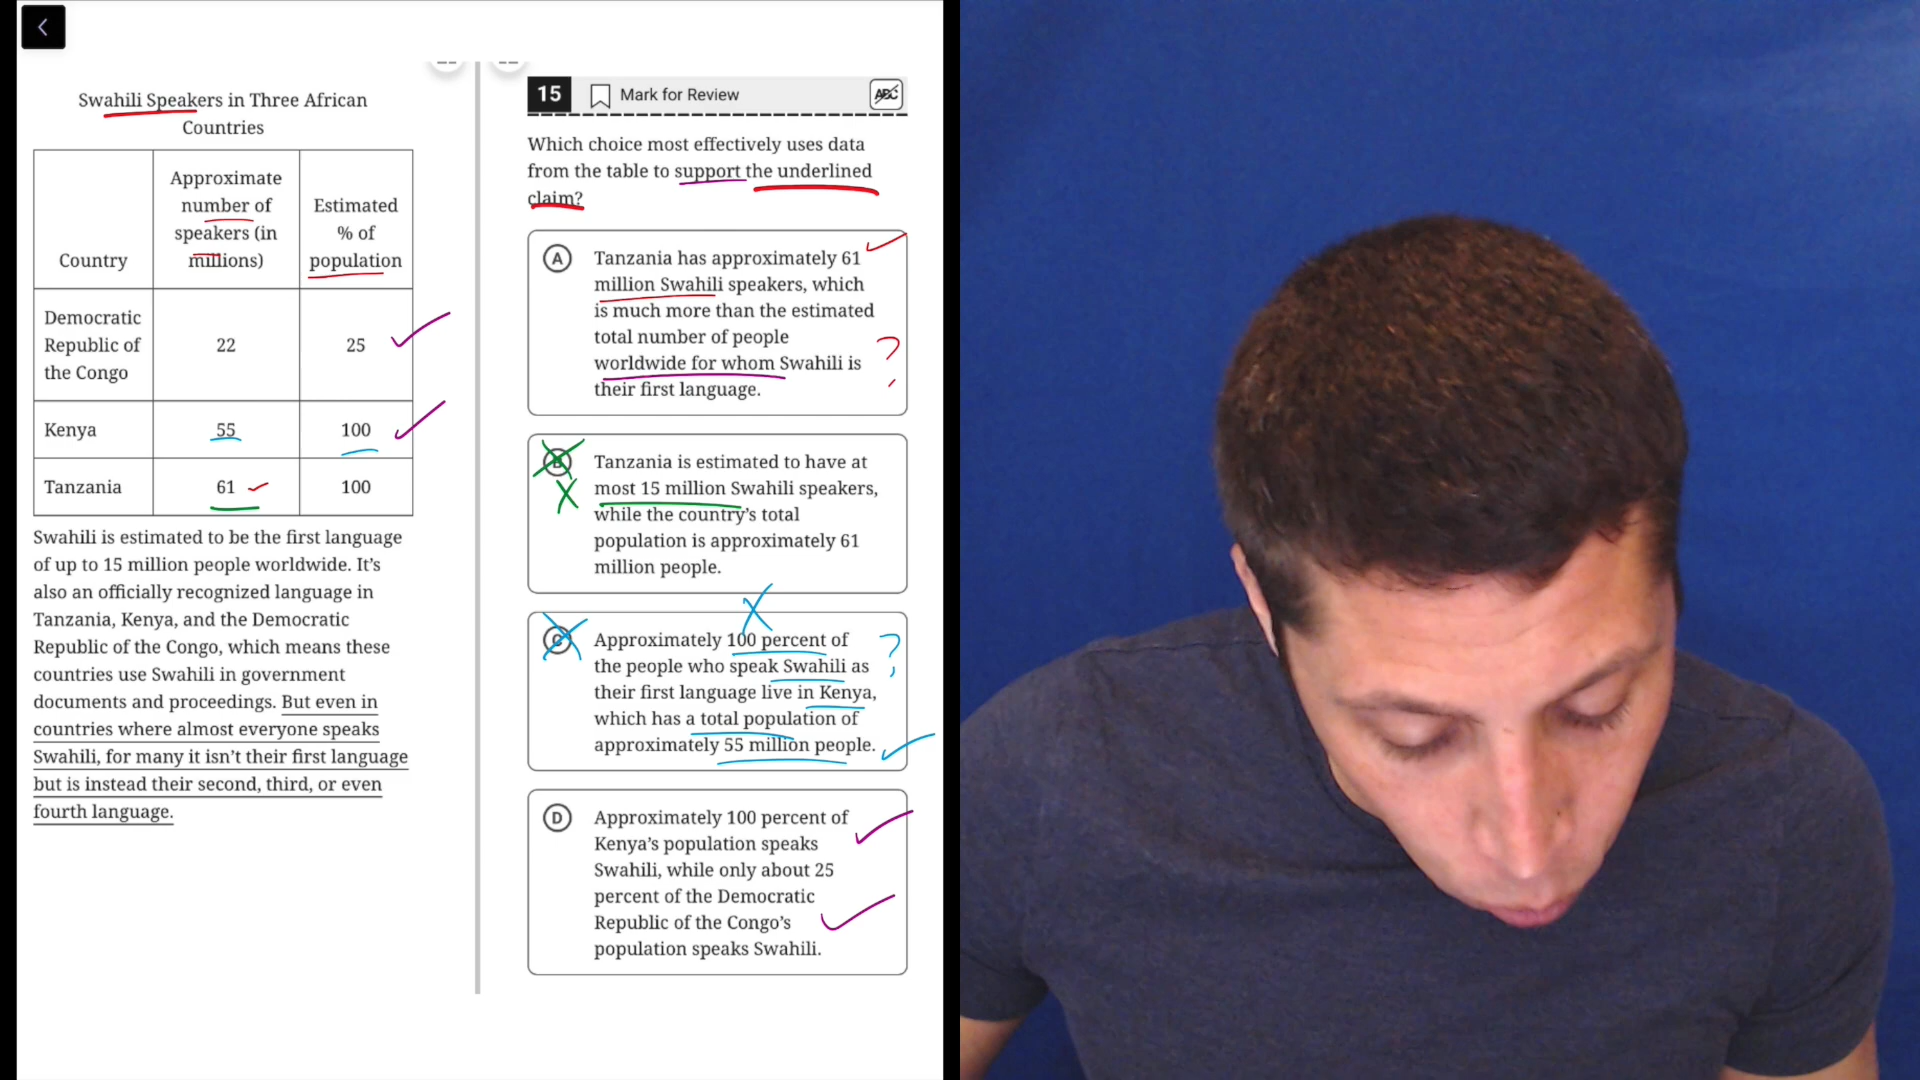 Swahili Speakers in Three African
Countries
Country
Approximate
number of
speakers (in
millions)
Estimated
% of
population
Democratic
Republic of
the Congo
22
25
Kenya
55
100
Tanzania
61
100
Swahili is estimated to be the first language
of up to 15 million people worldwide. It’s
also an officially recognized language in
Tanzania, Kenya, and the Democratic
Republic of the Congo, which means these
countries use Swahili in government
documents and proceedings. But even in
countries where almost everyone speaks
Swahili, for many it isn’t their first language
but is instead their second, third, or even
fourth language.
15 Mark for Review ABC
Which choice most effectively uses data
from the table to support the underlined
claim?
A Tanzania has approximately 61
million Swahili speakers, which
is much more than the estimated
total number of people
worldwide for whom Swahili is
their first language.
?
B Tanzania is estimated to have at
most 15 million Swahili speakers,
while the country’s total
population is approximately 61
million people.
X
X
C Approximately 100 percent of
the people who speak Swahili as
their first language live in Kenya,
which has a total population of
approximately 55 million people.
?
D Approximately 100 percent of
Kenya’s population speaks
Swahili, while only about 25
percent of the Democratic
Republic of the Congo’s
population speaks Swahili.